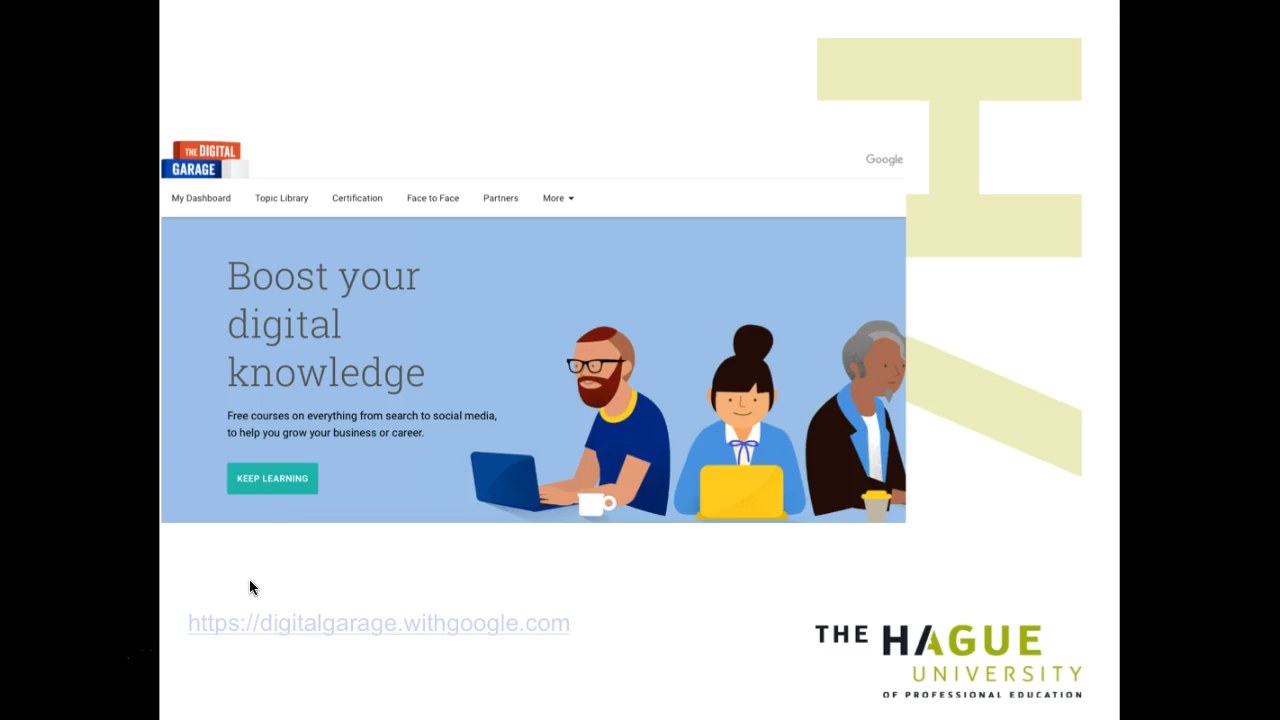 THE DIGITAL
GARAGE
Google
My Dashboard Topic Library Certification Face to Face Partners More
Boost your
digital
knowledge
Free courses on everything from search to social media,
to help you grow your business or career.
KEEP LEARNING
https://digitalgarage.withgoogle.com
THE HAGUE
UNIVERSITY
OF PROFESSIONAL EDUCATION